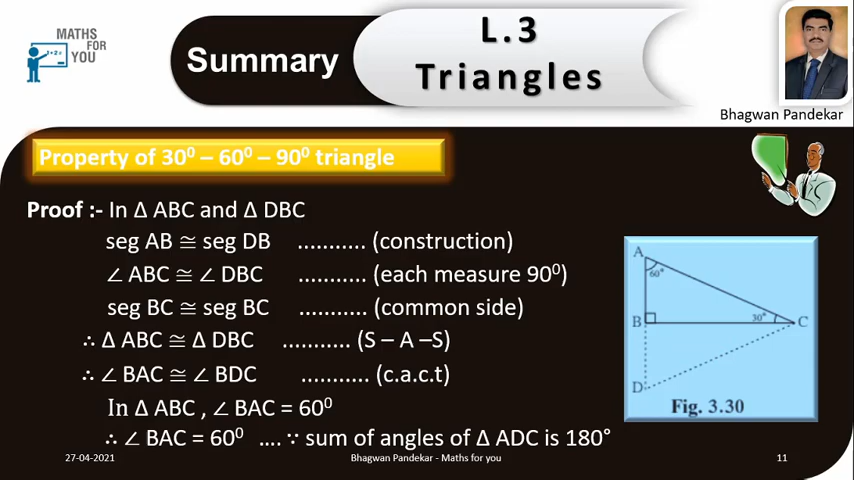 MATHS
FOR
YOU
1+2=
Summary
L.3
Triangles
Bhagwan Pandekar
Property of 30⁰ – 60⁰ – 90⁰ triangle
Proof :- In Δ ABC and Δ DBC
seg AB ≅ seg DB ........... (construction)
∠ ABC ≅ ∠ DBC ........... (each measure 90⁰)
seg BC ≅ seg BC ........... (common side)
∴ Δ ABC ≅ Δ DBC ........... (S – A –S)
∴ ∠ BAC ≅ ∠ BDC ........... (c.a.c.t)
In Δ ABC , ∠ BAC = 60⁰
∴ ∠ BAC = 60⁰ .... ∵ sum of angles of Δ ADC is 180°
A
60°
B
30°
C
D
Fig. 3.30
27-04-2021
Bhagwan Pandekar - Maths for you
11